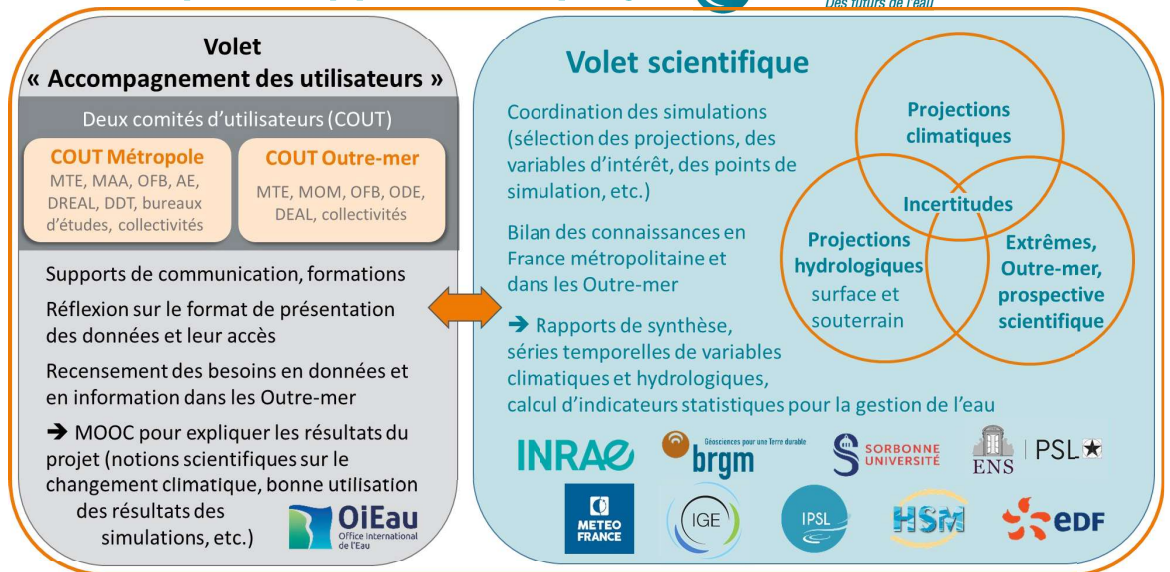 Des futurs de l'eau
Volet
« Accompagnement des utilisateurs »
Deux comités d'utilisateurs (COUT)
COUT Métropole
MTE, MAA, OFB, AE,
DREAL, DDT, bureaux
d'études, collectivités
COUT Outre-mer
MTE, MOM, OFB, ODE,
DEAL, collectivités
Supports de communication, formations
Réflexion sur le format de présentation
des données et leur accès
Recensement des besoins en données et
en information dans les Outre-mer
➔ MOOC pour expliquer les résultats du
projet (notions scientifiques sur le
changement climatique, bonne utilisation
des résultats des
simulations, etc.)
OiEau
Office International
de l'Eau
Volet scientifique
Coordination des simulations
(sélection des projections, des
variables d'intérêt, des points de
simulation, etc.)
Bilan des connaissances en
France métropolitaine et
dans les Outre-mer
➔ Rapports de synthèse,
séries temporelles de variables
climatiques et hydrologiques,
calcul d'indicateurs statistiques pour la gestion de l'eau
Projections
climatiques
Incertitudes
Projections
hydrologiques
surface et
souterrain
Extrêmes,
Outre-mer,
prospective
scientifique
INRAE
Géosciences pour une Terre durable
brgm
SORBONNE
UNIVERSITÉ
ENS
PSL
METEO
FRANCE
IGE
IPSL
HSM
eDF